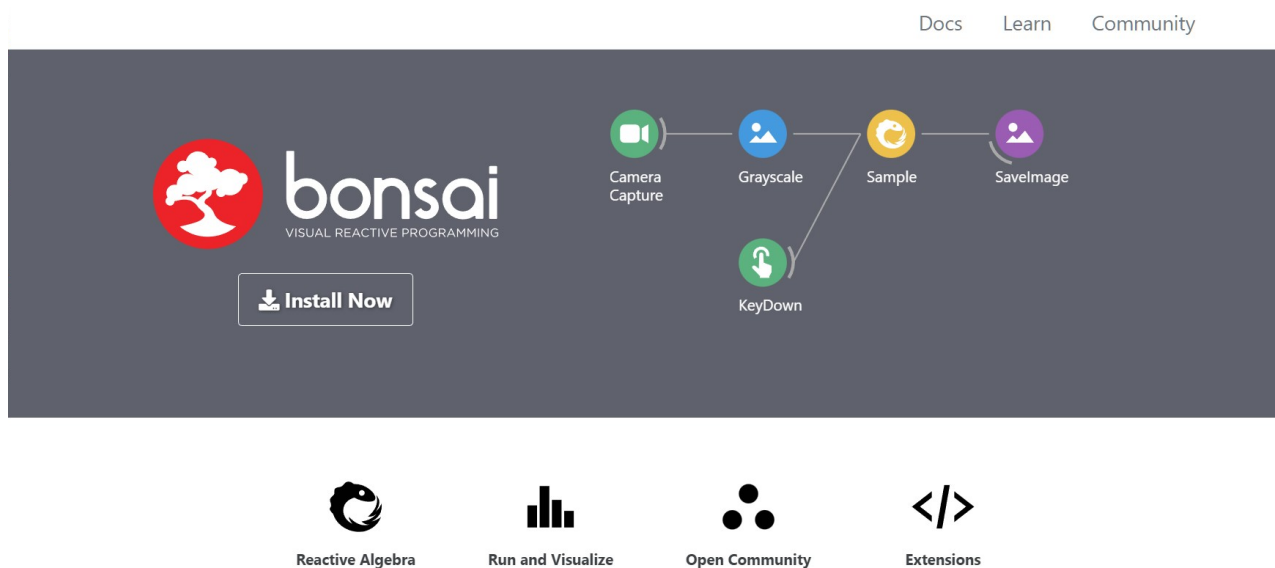 Docs Learn Community
bonsai
VISUAL REACTIVE PROGRAMMING
Install Now
Camera
Capture
Grayscale
Sample
SaveImage
KeyDown
Reactive Algebra
Run and Visualize
Open Community
Extensions